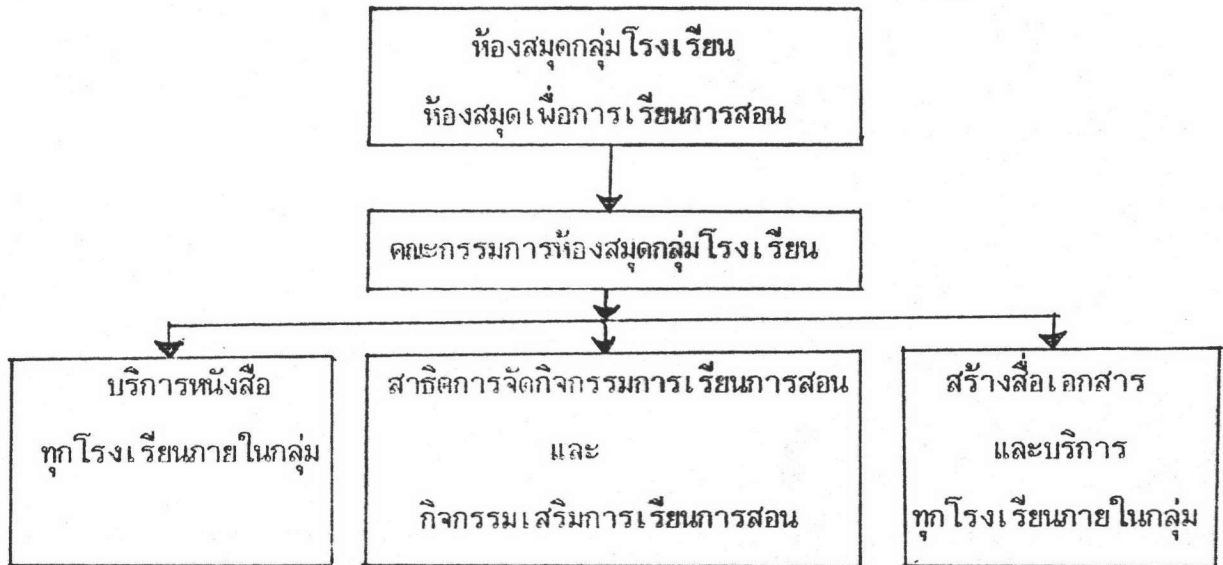 ห้องสมุดกลุ่มโรงเรียน
ห้องสมุดเพื่อการเรียนการสอน
คณะกรรมการห้องสมุดกลุ่มโรงเรียน
บริการหนังสือ
ทุกโรงเรียนภายในกลุ่ม
สาธิตการจัดกิจกรรมการเรียนการสอน
และ
กิจกรรมเสริมการเรียนการสอน
สร้างสื่อเอกสาร
และบริการ
ทุกโรงเรียนภายในกลุ่ม